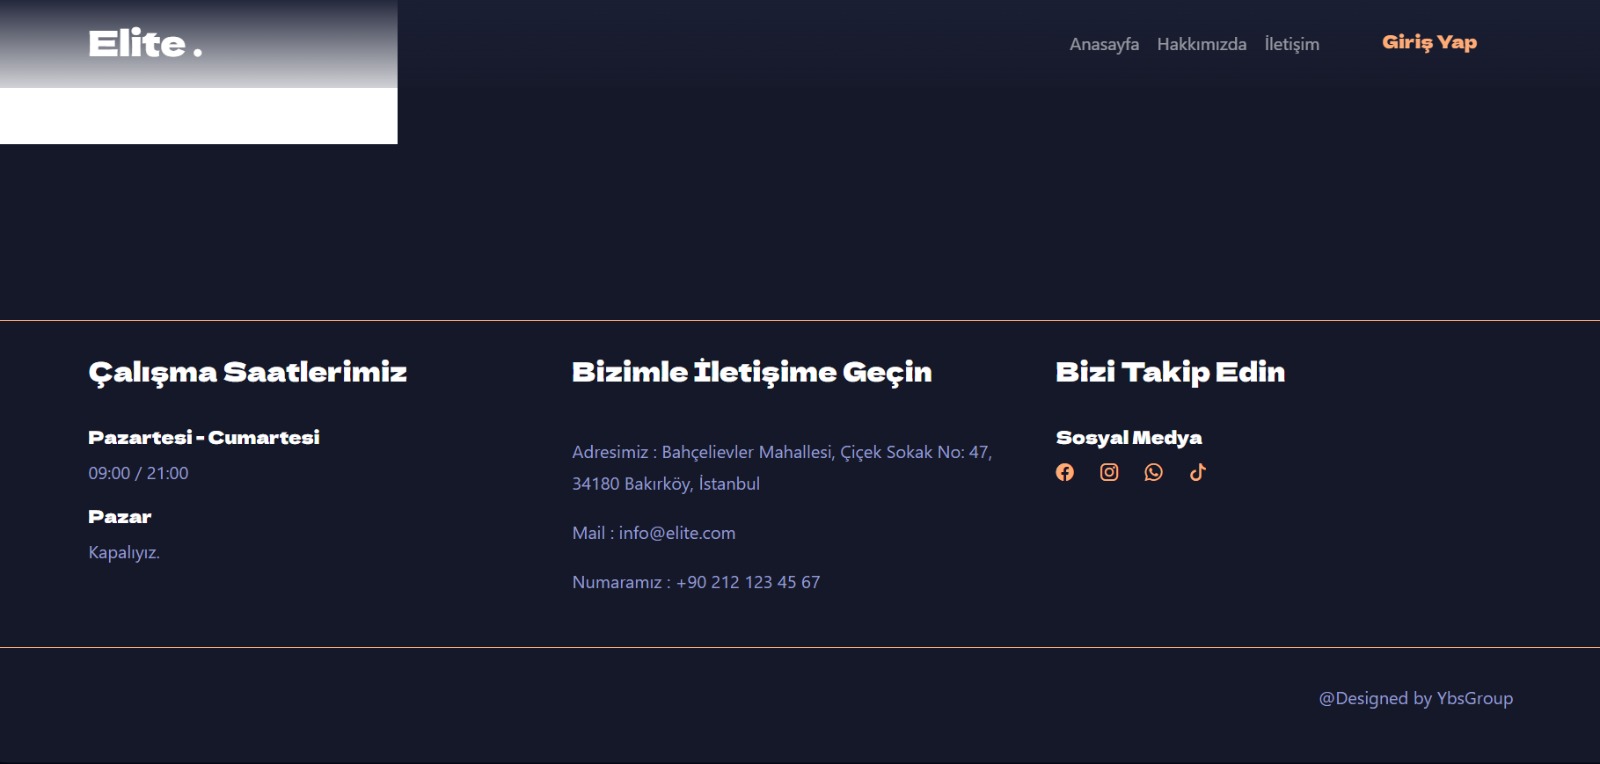 Elite .
Anasayfa Hakkımızda İletişim Giriş Yap
Çalışma Saatlerimiz
Pazartesi - Cumartesi
09:00 / 21:00
Pazar
Kapalıyız.
Bizimle İletişime Geçin
Adresimiz : Bahçelievler Mahallesi, Çiçek Sokak No: 47,
34180 Bakırköy, İstanbul
Mail : info@elite.com
Numaramız : +90 212 123 45 67
Bizi Takip Edin
Sosyal Medya
@Designed by YbsGroup